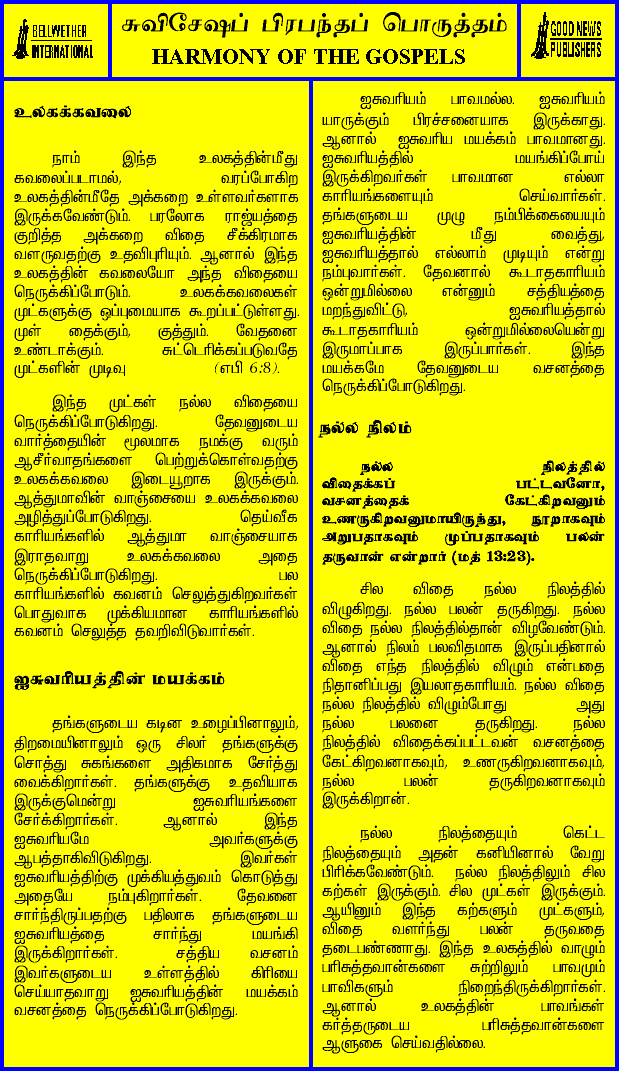 BELLWETHER
INTERNATIONAL
சுவிசேஷப் பிரபந்தப் பொருத்தம்
HARMONY OF THE GOSPELS
GOOD NEWS
PUBLISHERS
உலகக்கவலை
நாம் இந்த உலகத்தின்மீது
கவலைப்படாமல், வரப்போகிற
உலகத்தின்மீதே அக்கறை உள்ளவர்களாக
இருக்கவேண்டும். பரலோக ராஜ்யத்தை
குறித்த அக்கறை விதை சீக்கிரமாக
வளருவதற்கு உதவிபுரியும். ஆனால் இந்த
உலகத்தின் கவலையோ அந்த விதையை
நெருக்கிப்போடும். உலகக்கவலைகள்
முட்களுக்கு ஒப்புமையாக கூறப்பட்டுள்ளது.
முள் தைக்கும், குத்தும். வேதனை
உண்டாக்கும். சுட்டெரிக்கப்படுவதே
முட்களின் முடிவு (எபி 6:8).
இந்த முட்கள் நல்ல விதையை
நெருக்கிப்போடுகிறது. தேவனுடைய
வார்த்தையின் மூலமாக நமக்கு வரும்
ஆசீர்வாதங்களை பெற்றுக்கொள்வதற்கு
உலகக்கவலை இடையூறாக இருக்கும்.
ஆத்துமாவின் வாஞ்சையை உலகக்கவலை
அழித்துப்போடுகிறது. தெய்வீக
காரியங்களில் ஆத்துமா வாஞ்சையாக
இராதவாறு உலகக்கவலை அதை
நெருக்கிப்போடுகிறது. பல
காரியங்களில் கவனம் செலுத்துகிறவர்கள்
பொதுவாக முக்கியமான காரியங்களில்
கவனம் செலுத்த தவறிவிடுவார்கள்.
ஐசுவரியத்தின் மயக்கம்
தங்களுடைய கடின உழைப்பினாலும்,
திறமையினாலும் ஒரு சிலர் தங்களுக்கு
சொத்து சுகங்களை அதிகமாக சேர்த்து
வைக்கிறார்கள். தங்களுக்கு உதவியாக
இருக்குமென்று ஐசுவரியங்களை
சேர்க்கிறார்கள். ஆனால் இந்த
ஐசுவரியமே அவர்களுக்கு
ஆபத்தாகிவிடுகிறது. இவர்கள்
ஐசுவரியத்திற்கு முக்கியத்துவம் கொடுத்து
அதையே நம்புகிறார்கள். தேவனை
சார்ந்திருப்பதற்கு பதிலாக தங்களுடைய
ஐசுவரியத்தை சார்ந்து மயங்கி
இருக்கிறார்கள். சத்திய வசனம்
இவர்களுடைய உள்ளத்தில் கிரியை
செய்யாதவாறு ஐசுவரியத்தின் மயக்கம்
வசனத்தை நெருக்கிப்போடுகிறது.
ஐசுவரியம் பாவமல்ல. ஐசுவரியம்
யாருக்கும் பிரச்சனையாக இருக்காது.
ஆனால் ஐசுவரிய மயக்கம் பாவமானது.
ஐசுவரியத்தில் மயங்கிப்போய்
இருக்கிறவர்கள் பாவமான எல்லா
காரியங்களையும் செய்வார்கள்.
தங்களுடைய முழு நம்பிக்கையையும்
ஐசுவரியத்தின் மீது வைத்து,
ஐசுவரியத்தால் எல்லாம் முடியும் என்று
நம்புவார்கள். தேவனால் கூடாதகாரியம்
ஒன்றுமில்லை என்னும் சத்தியத்தை
மறந்துவிட்டு, ஐசுவரியத்தால்
கூடாதகாரியம் ஒன்றுமில்லையென்று
இருமாப்பாக இருப்பார்கள். இந்த
மயக்கமே தேவனுடைய வசனத்தை
நெருக்கிப்போடுகிறது.
நல்ல நிலம்
நல்ல நிலத்தில்
விதைக்கப் பட்டவனோ,
வசனத்தைக் கேட்கிறவனும்
உணருகிறவனுமாயிருந்து, நூறாகவும்
அறுபதாகவும் முப்பதாகவும் பலன்
தருவான் என்றார் (மத் 13:23).
சில விதை நல்ல நிலத்தில்
விழுகிறது. நல்ல பலன் தருகிறது. நல்ல
விதை நல்ல நிலத்தில்தான் விழவேண்டும்.
ஆனால் நிலம் பலவிதமாக இருப்பதினால்
விதை எந்த நிலத்தில் விழும் என்பதை
நிதானிப்பது இயலாதகாரியம். நல்ல விதை
நல்ல நிலத்தில் விழும்போது அது
நல்ல பலனை தருகிறது. நல்ல
நிலத்தில் விதைக்கப்பட்டவன் வசனத்தை
கேட்கிறவனாகவும், உணருகிறவனாகவும்,
நல்ல பலன் தருகிறவனாகவும்
இருக்கிறான்.
நல்ல நிலத்தையும் கெட்ட
நிலத்தையும் அதன் கனியினால் வேறு
பிரிக்கவேண்டும். நல்ல நிலத்திலும் சில
கற்கள் இருக்கும். சில முட்கள் இருக்கும்.
ஆயினும் இந்த கற்களும் முட்களும்,
விதை வளர்ந்து பலன் தருவதை
தடைபண்ணாது. இந்த உலகத்தில் வாழும்
பரிசுத்தவான்களை சுற்றிலும் பாவமும்
பாவிகளும் நிறைந்திருக்கிறார்கள்.
ஆனால் உலகத்தின் பாவங்கள்
கர்த்தருடைய பரிசுத்தவான்களை
ஆளுகை செய்வதில்லை.